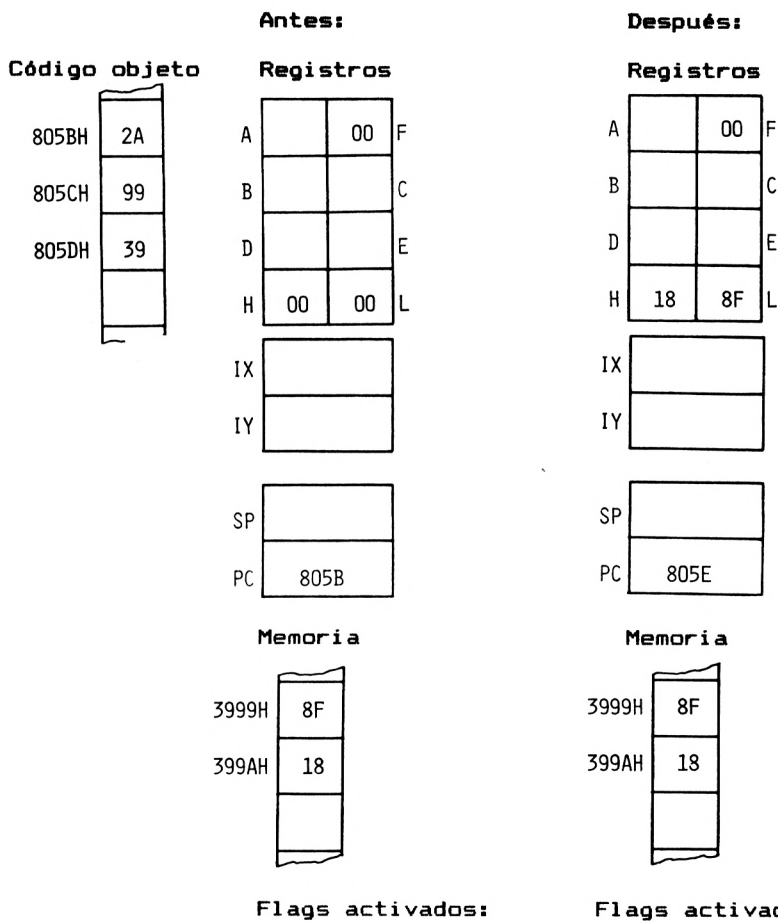 Antes: Después:
Código objeto Registros Registros
805BH 2A A 00 F A 00 F
805CH 99 B C B C
805DH 39 D E D E
H 00 00 L H 18 8F L
IX IX
IY IY
SP SP
PC 805B PC 805E
Memoria Memoria
3999H 8F 3999H 8F
399AH 18 399AH 18
Flags activados: Flags activad